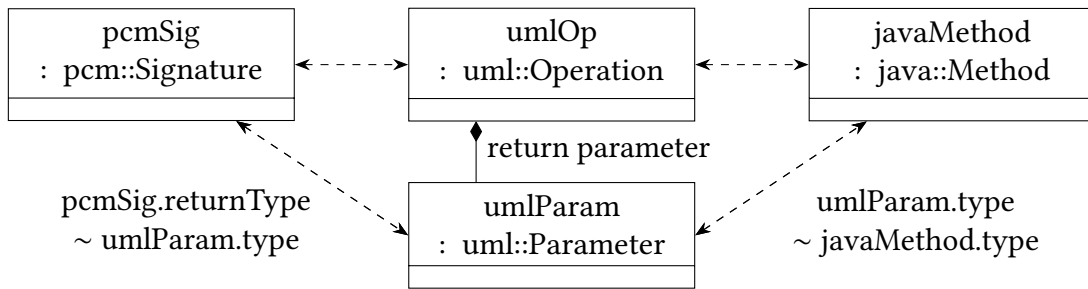 pcmSig
: pcm::Signature
umlOp
: uml::Operation
javaMethod
: java::Method
return parameter
pcmSig.returnType
~ umlParam.type
umlParam
: uml::Parameter
umlParam.type
~ javaMethod.type